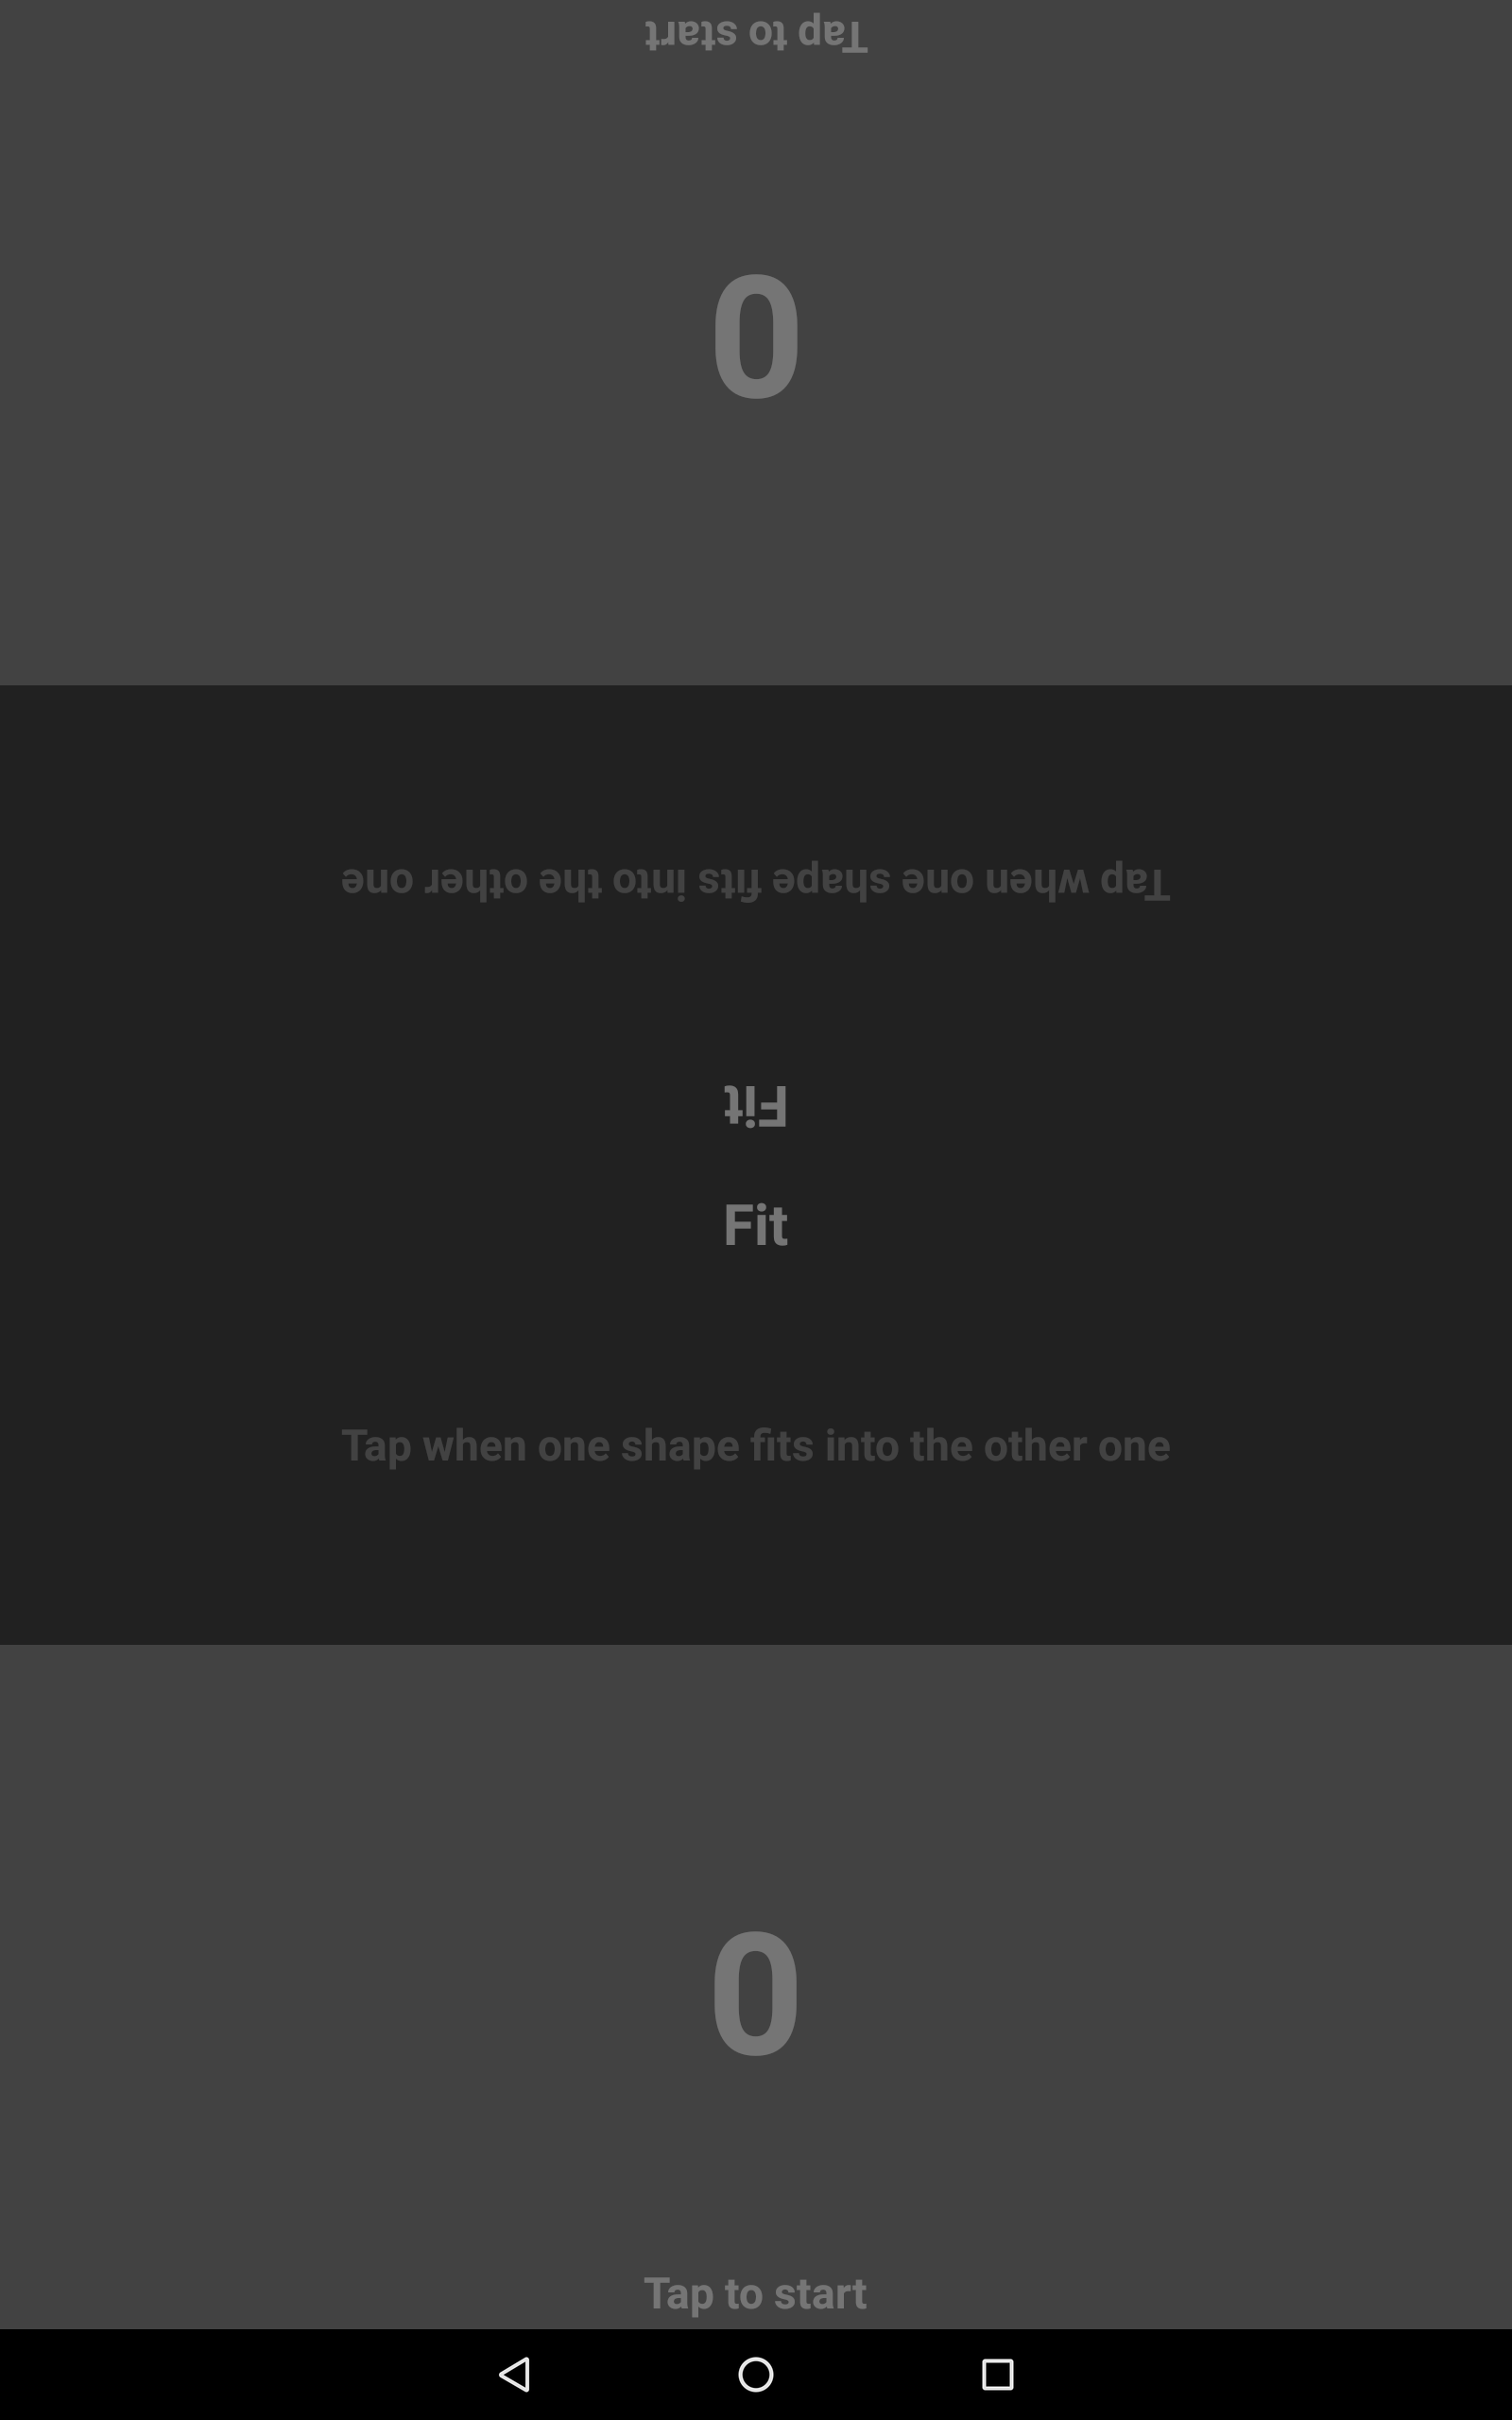 Tap to start
0
Tap when one shape fits into the other one
Fit
Fit
Tap when one shape fits into the other one
0
Tap to start